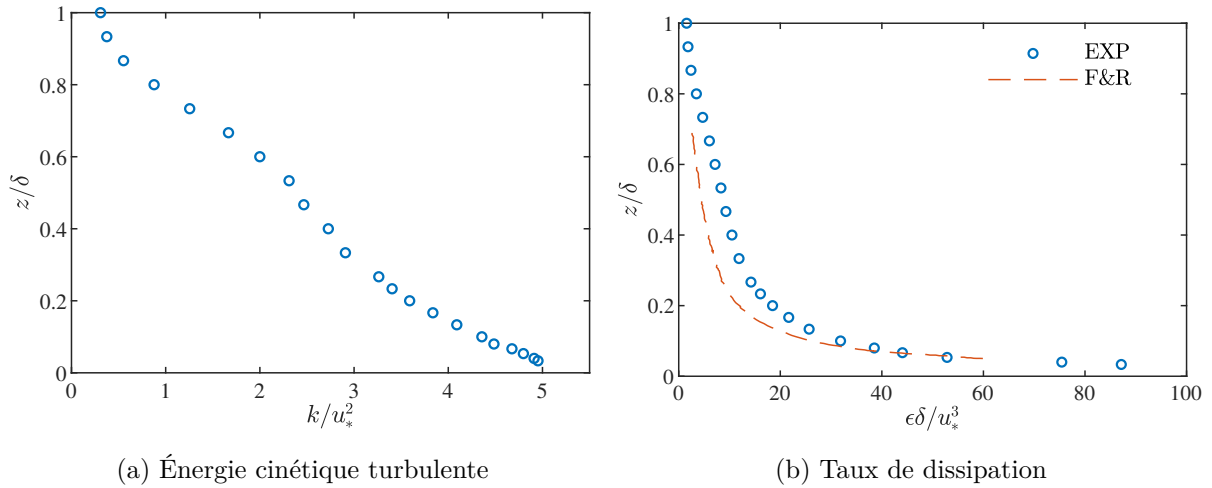 1
0.8
0.6
0.4
0.2
0
z/δ
0 1 2 3 4 5
k/u*²
(a) Énergie cinétique turbulente
1
0.8
0.6
0.4
0.2
0
z/δ
EXP
F&R
0 20 40 60 80 100
ϵδ/u*³
(b) Taux de dissipation